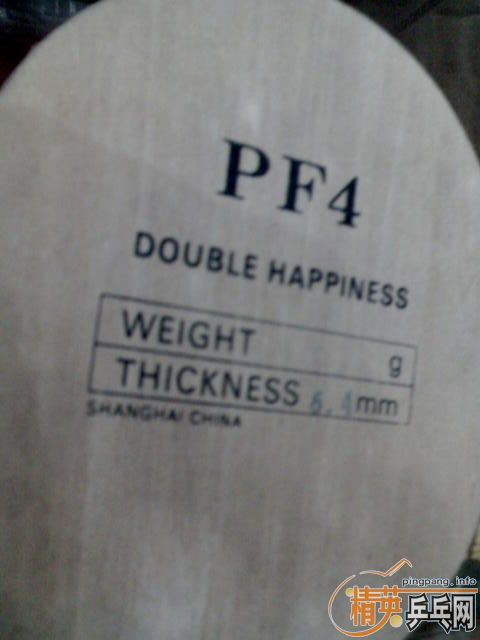 PF4
DOUBLE HAPPINESS
WEIGHT g
THICKNESS 6.4mm
SHANGHAI CHINA
pingpang.info
精英乒乓网